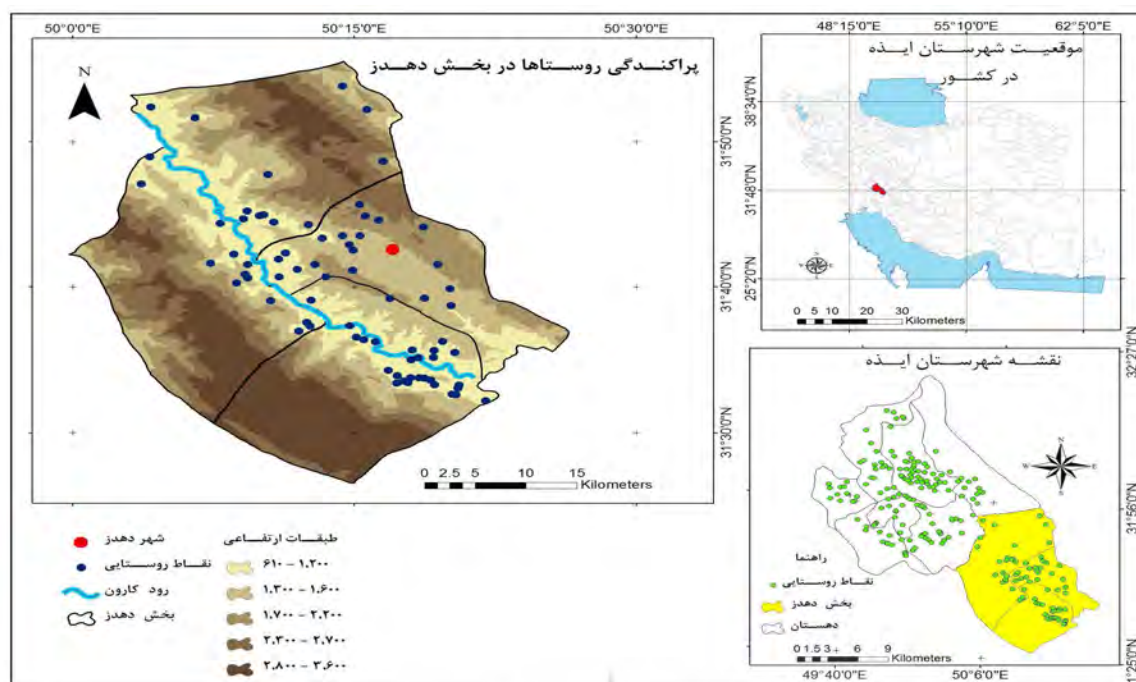 50°0'0"E
50°15'0"E
50°30'0"E
پراکندگی روستاها در بخش دهدز
N
31°50'0"N
31°40'0"N
31°30'0"N
0 2.5 5 10 15
Kilometers
شهر دهدز
نقاط روستایی
رود کارون
بخش دهدز
طبقات ارتفاعی
۶۱۰ - ۱.۲۰۰
۱.۳۰۰ - ۱.۶۰۰
۱.۷۰۰ - ۲.۲۰۰
۲.۳۰۰ - ۲.۷۰۰
۲.۸۰۰ - ۳.۶۰۰
48°15'0"E
55°10'0"E
62°5'0"E
موقعیت شهرستان ایذه
در کشور
38°34'0"N
31°48'0"N
25°2'0"N
0 5 10 20 30
Kilometers
نقشه شهرستان ایذه
32°27'0"N
31°56'0"N
1°25'0"N
N
W
E
S
راهنما
نقاط روستایی
بخش دهدز
دهستان
0 1.5 3+ 6 9
Kilometers
49°40'0"E
50°6'0"E